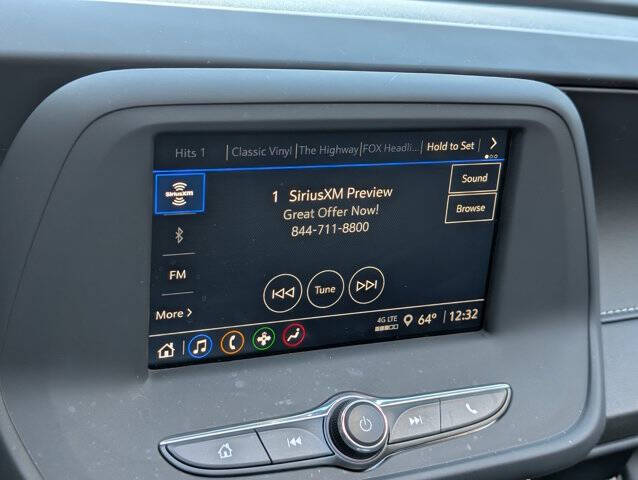 Hits 1 Classic Vinyl The Highway FOX Headli... Hold to Set
SiriusXM
1 SiriusXM Preview
Great Offer Now!
844-711-8800
Sound
Browse
FM
Tune
More
4G LTE 64° 12:32